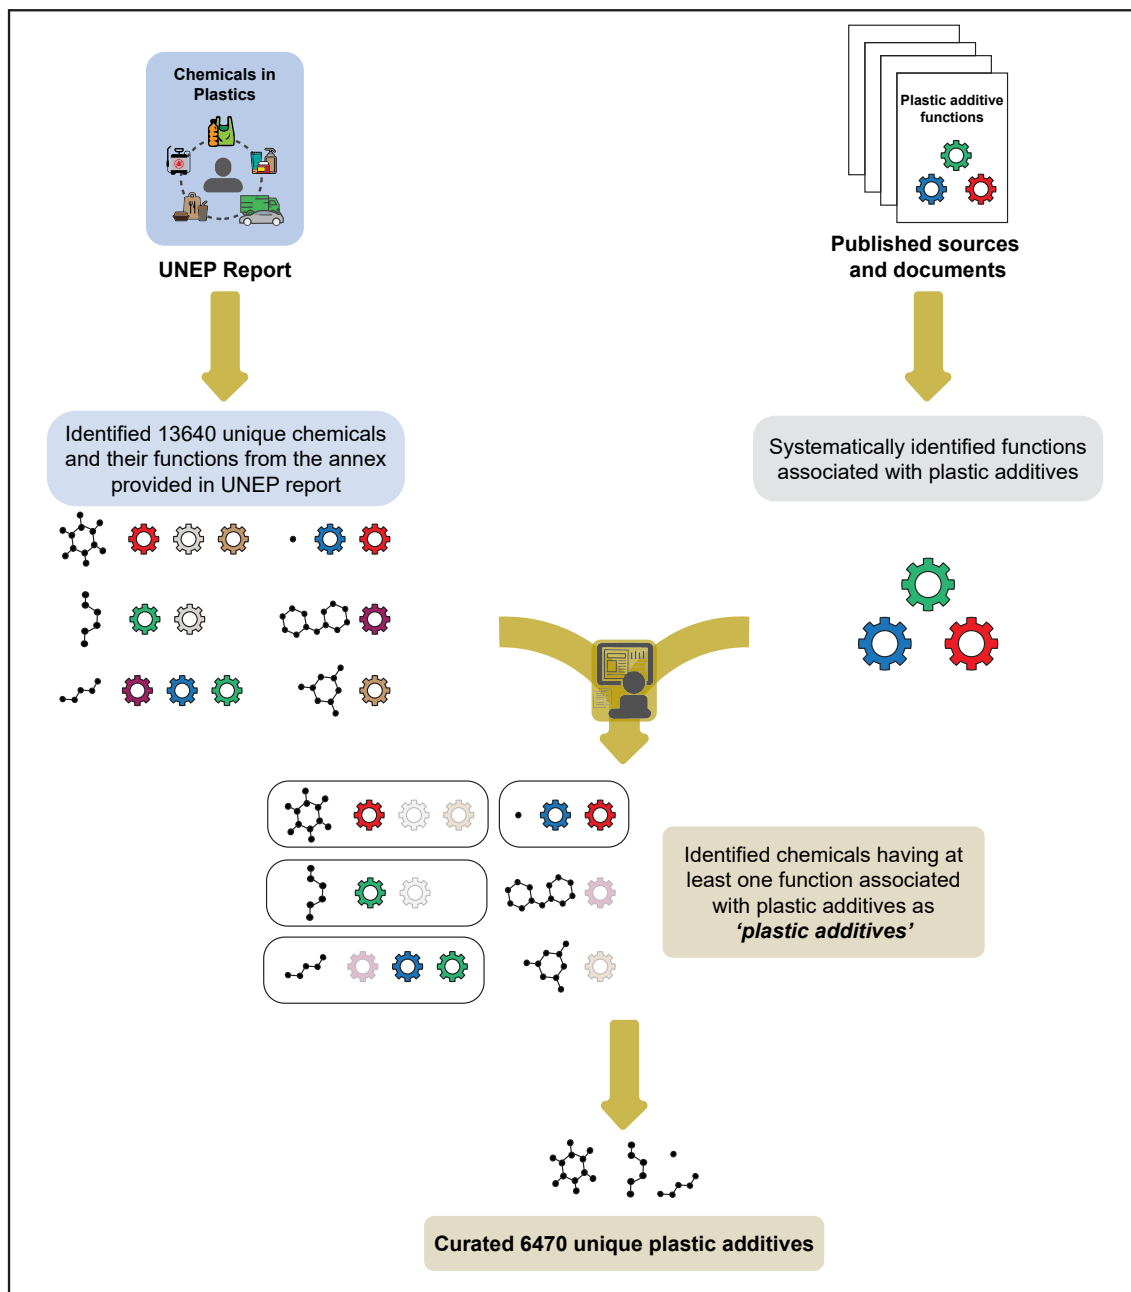 Chemicals in
Plastics
UNEP Report
Plastic additive
functions
Published sources
and documents
Identified 13640 unique chemicals
and their functions from the annex
provided in UNEP report
Systematically identified functions
associated with plastic additives
Identified chemicals having at
least one function associated
with plastic additives as
'plastic additives'
Curated 6470 unique plastic additives